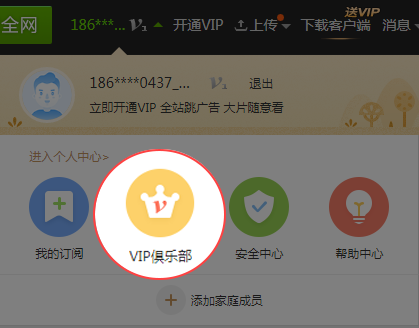 送VIP
全网 186***... V₁ 开通VIP 上传 下载客户端 消息
186****0437_... V₁ 退出
立即开通VIP 全站跳广告 大片随意看
进入个人中心>
我的订阅 VIP俱乐部 安全中心 帮助中心
+ 添加家庭成员